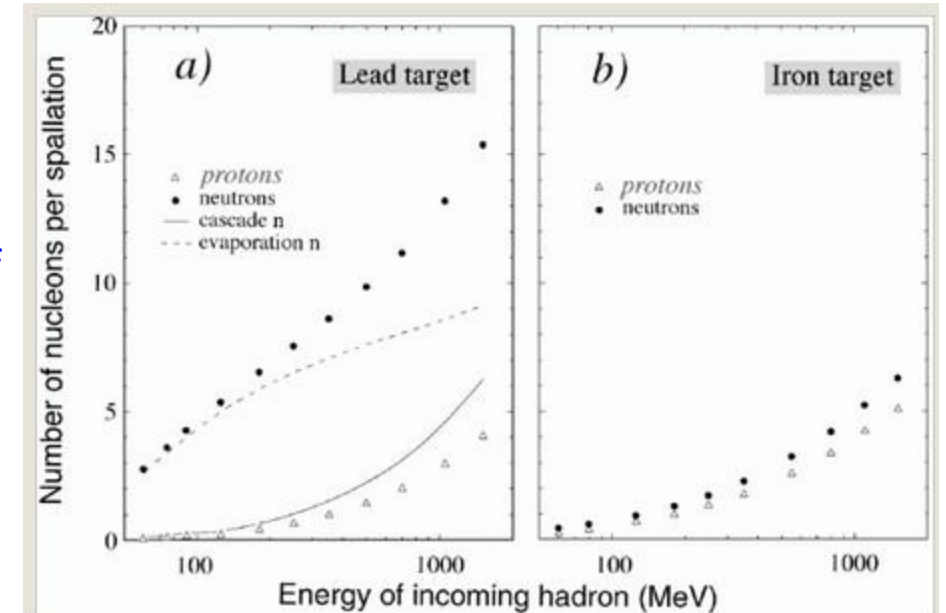 Number of nucleons per spallation
20
15
10
5
0
a)
Lead target
protons
neutrons
cascade n
evaporation n
100
1000
b)
Iron target
protons
neutrons
100
1000
Energy of incoming hadron (MeV)